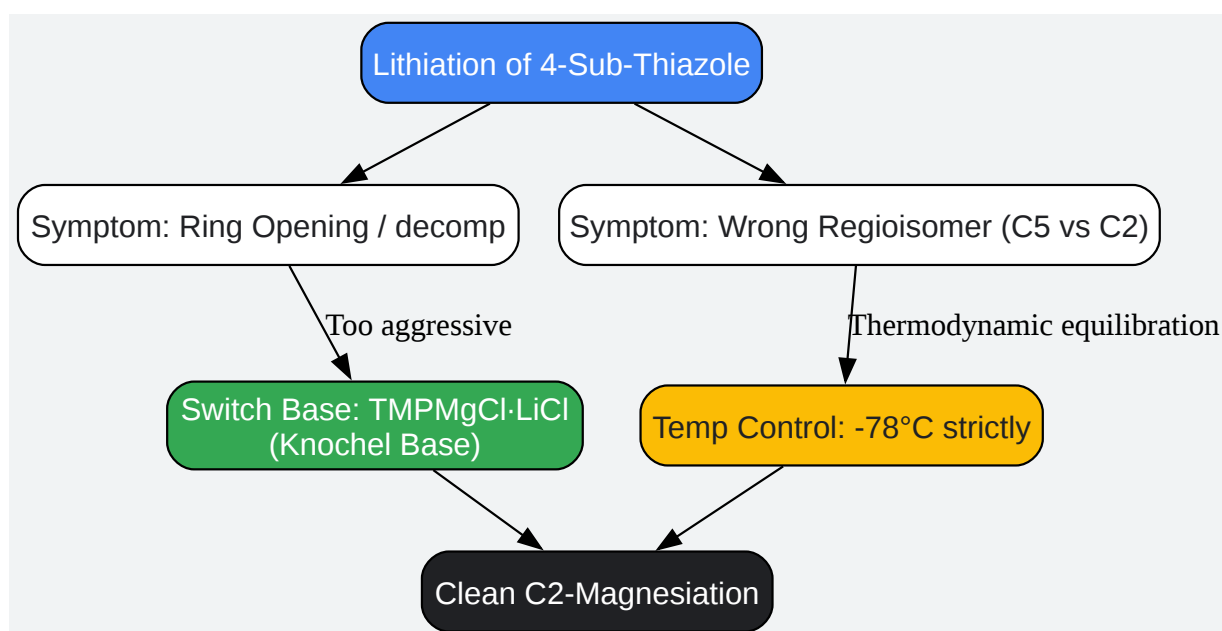 Lithiation of 4-Sub-Thiazole
Symptom: Ring Opening / decomp
Symptom: Wrong Regioisomer (C5 vs C2)
Too aggressive
Thermodynamic equilibration
Switch Base: TMPMgCl·LiCl
(Knochel Base)
Temp Control: -78°C strictly
Clean C2-Magnesiation